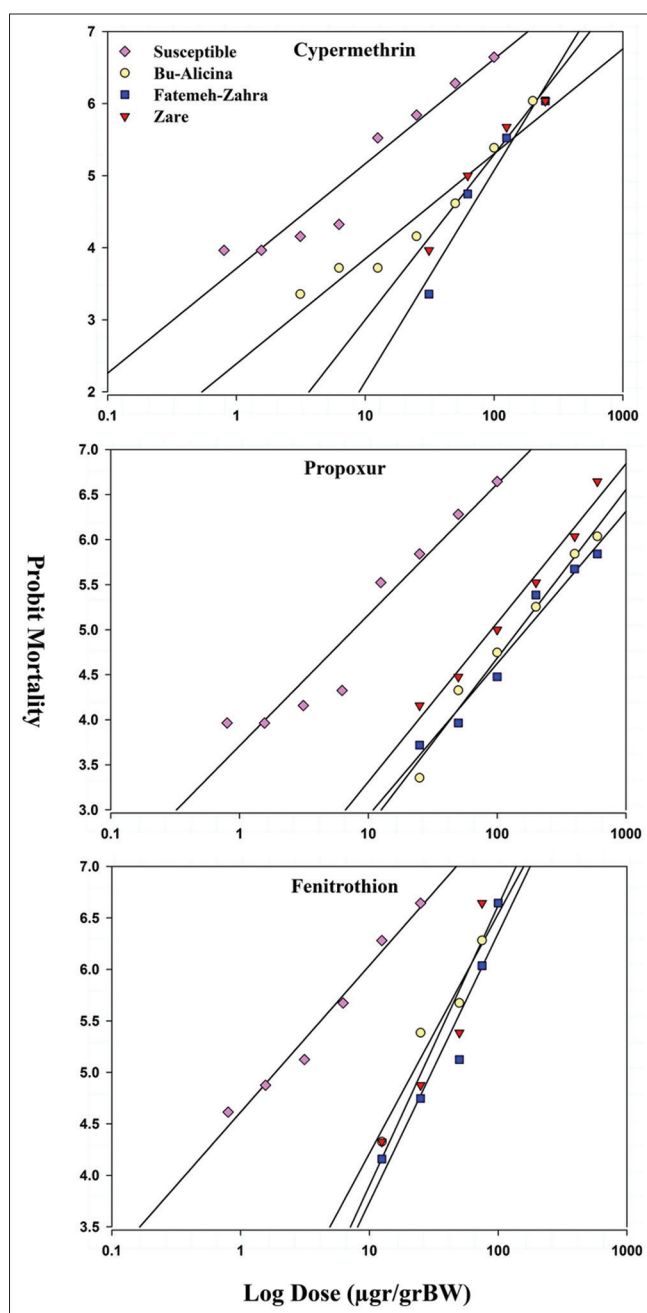 Cypermethrin
Susceptible
Bu-Alicina
Fatemeh-Zahra
Zare
7
6
5
4
3
2
0.1 1 10 100 1000
Propoxur
7.0
6.5
6.0
5.5
5.0
4.5
4.0
3.5
3.0
0.1 1 10 100 1000
Probit Mortality
Fenitrothion
7.0
6.5
6.0
5.5
5.0
4.5
4.0
3.5
0.1 1 10 100 1000
Log Dose (µgr/grBW)